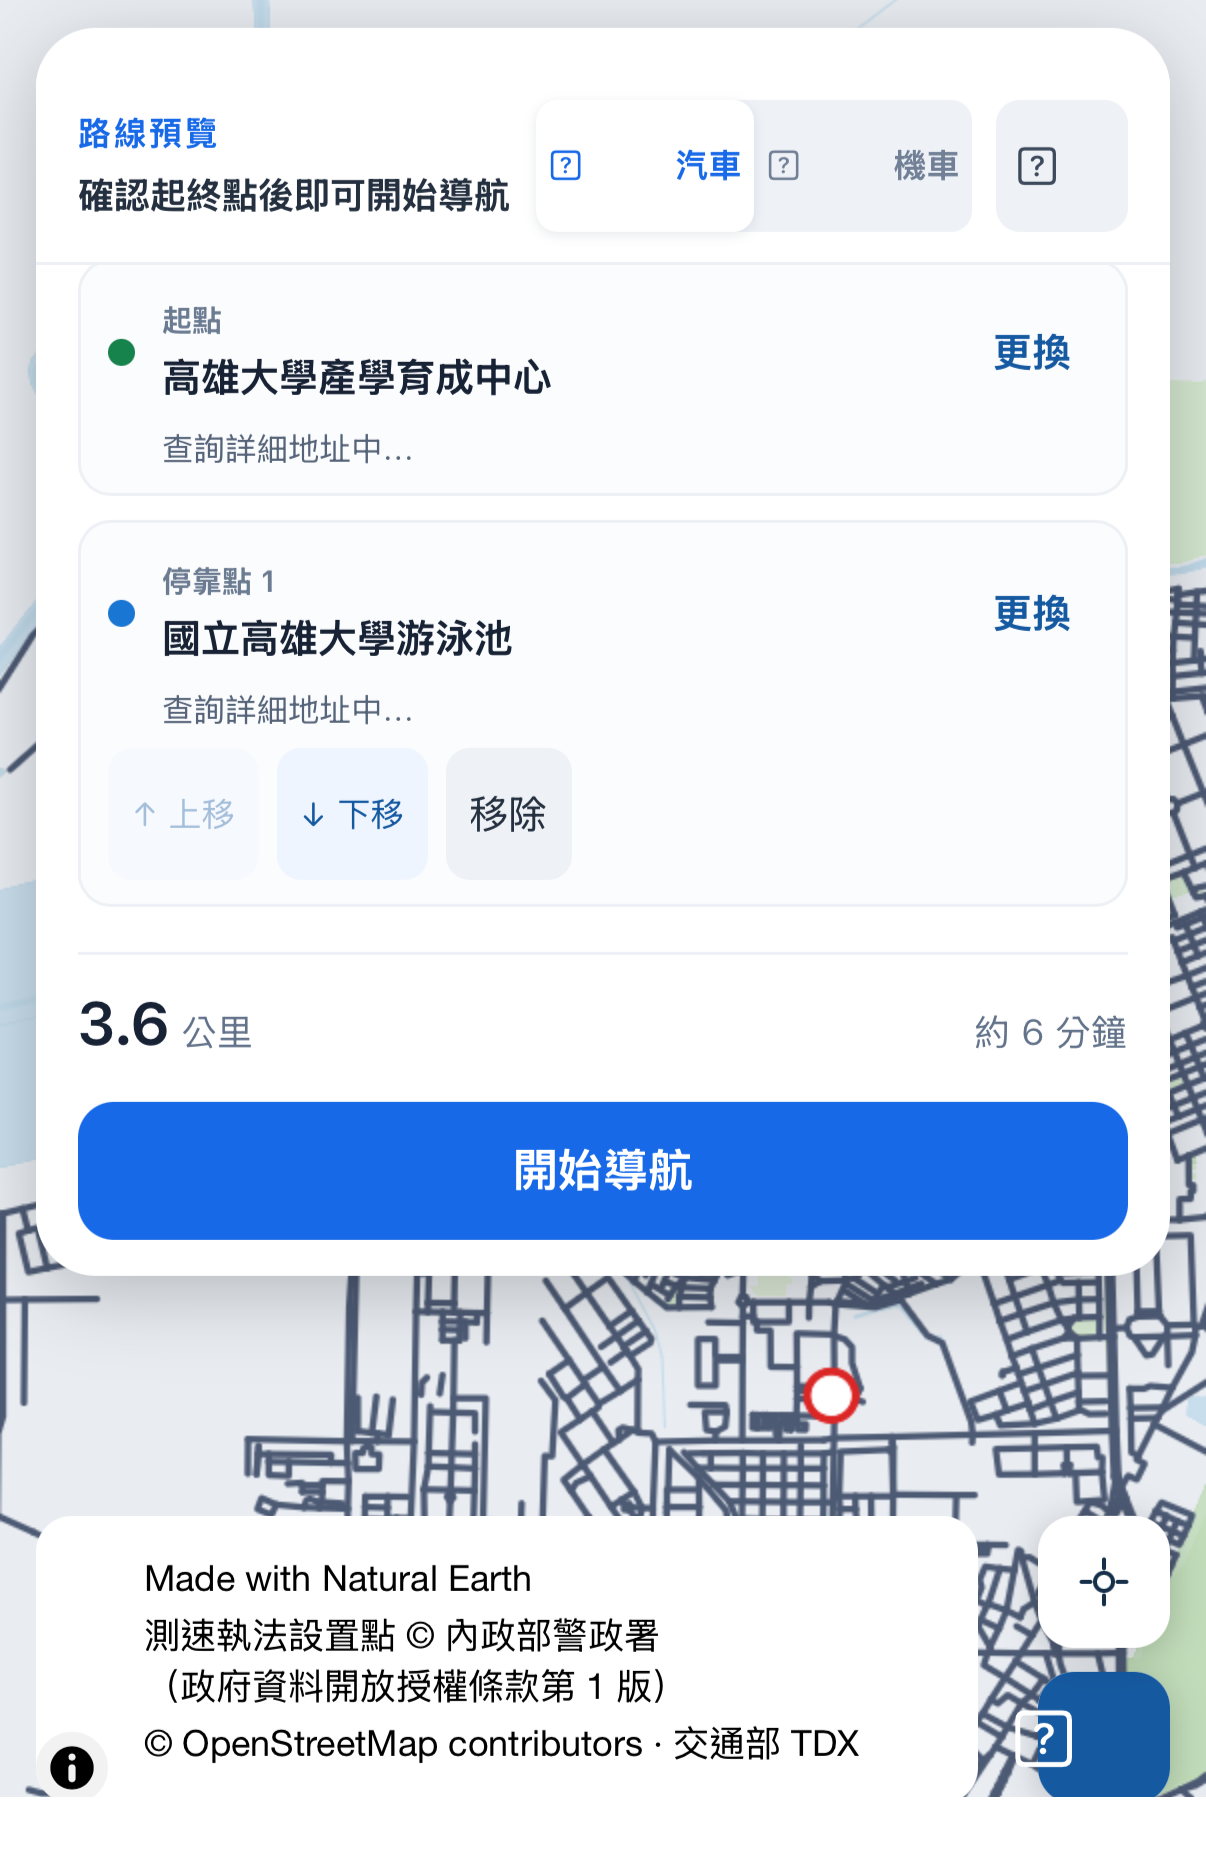 路線預覽
確認起終點後即可開始導航
汽車
機車
起點
高雄大學產學育成中心
更換
查詢詳細地址中...
停靠點 1
國立高雄大學游泳池
更換
查詢詳細地址中...
↑ 上移
↓ 下移
移除
3.6 公里
約 6 分鐘
開始導航
Made with Natural Earth
測速執法設置點 © 內政部警政署
（政府資料開放授權條款第 1 版）
© OpenStreetMap contributors · 交通部 TDX